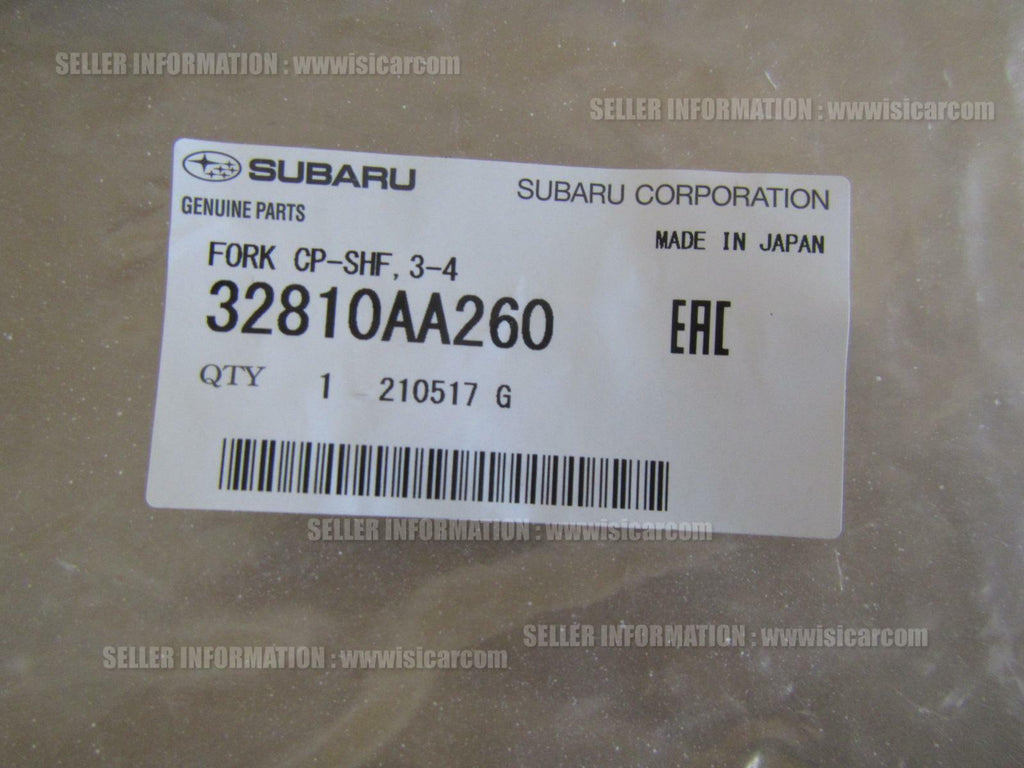 SELLER INFORMATION : wwwisicarcom
SELLER INFORMATION : wwwisicarcom
SUBARU
SUBARU CORPORATION
GENUINE PARTS
MADE IN JAPAN
FORK CP-SHF, 3-4
32810AA260
EAC
QTY 1 210517 G
SELLER INFORMATION : wwwisicarcom
SELLER INFORMATION : wwwisicarcom
SELLER INFORMATION : wwwisicarcom